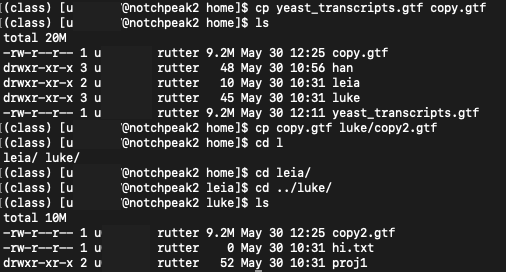 [(class) [u @notchpeak2 home]$ cp yeast_transcripts.gtf copy.gtf
[(class) [u @notchpeak2 home]$ ls
total 20M
-rw-r--r-- 1 u rutter 9.2M May 30 12:25 copy.gtf
drwxr-xr-x 3 u rutter 48 May 30 10:56 han
drwxr-xr-x 2 u rutter 10 May 30 10:31 leia
drwxr-xr-x 3 u rutter 45 May 30 10:31 luke
-rw-r--r-- 1 u rutter 9.2M May 30 12:11 yeast_transcripts.gtf
[(class) [u @notchpeak2 home]$ cp copy.gtf luke/copy2.gtf
[(class) [u @notchpeak2 home]$ cd l
leia/ luke/
[(class) [u @notchpeak2 home]$ cd leia/
[(class) [u @notchpeak2 leia]$ cd ../luke/
[(class) [u @notchpeak2 luke]$ ls
total 10M
-rw-r--r-- 1 u rutter 9.2M May 30 12:25 copy2.gtf
-rw-r--r-- 1 u rutter 0 May 30 10:31 hi.txt
drwxr-xr-x 2 u rutter 52 May 30 10:31 proj1